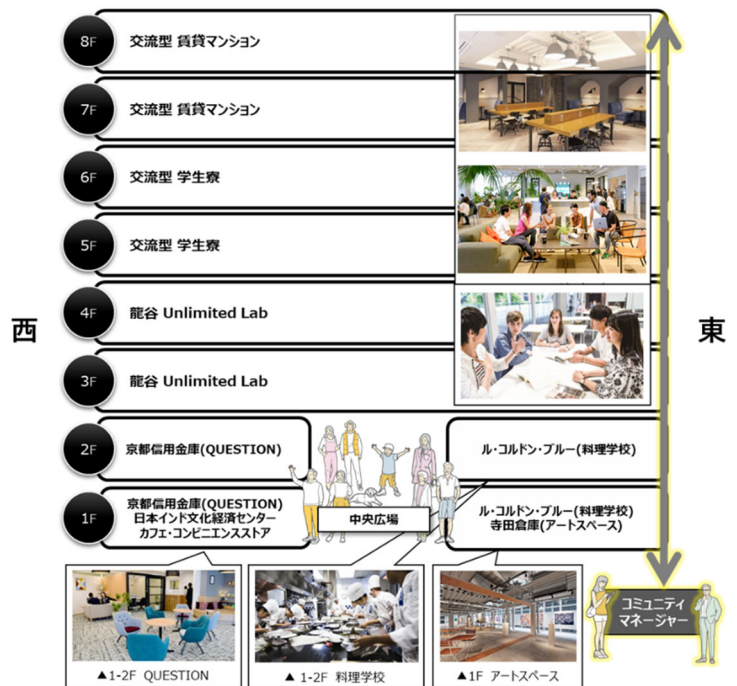 8F
交流型 賃貸マンション
7F
交流型 賃貸マンション
6F
交流型 学生寮
5F
交流型 学生寮
4F
龍谷 Unlimited Lab
西
東
3F
龍谷 Unlimited Lab
2F
京都信用金庫(QUESTION)
ル・コルドン・ブルー(料理学校)
1F
京都信用金庫(QUESTION)
日本インド文化経済センター
カフェ・コンビニエンスストア
中央広場
ル・コルドン・ブルー(料理学校)
寺田倉庫(アートスペース)
コミュニティ
マネージャー
▲1-2F QUESTION
▲ 1-2F 料理学校
▲1F アートスペース